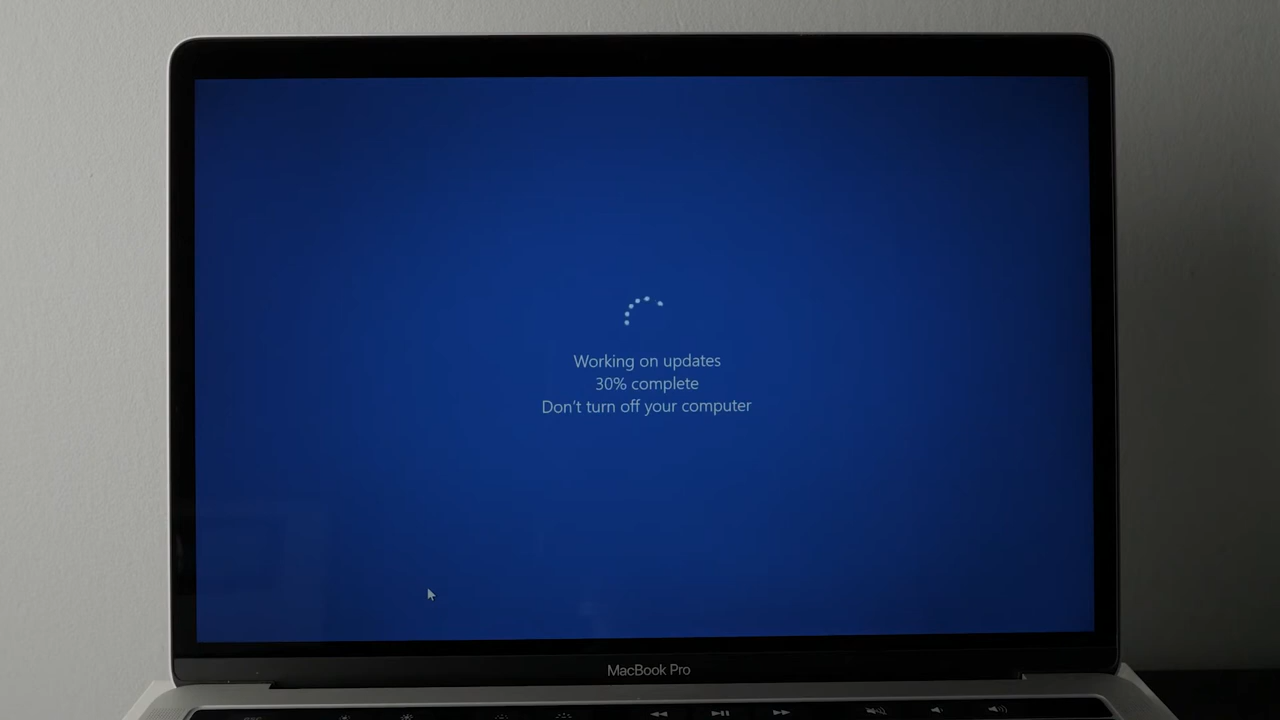 Working on updates
30% complete
Don't turn off your computer
MacBook Pro